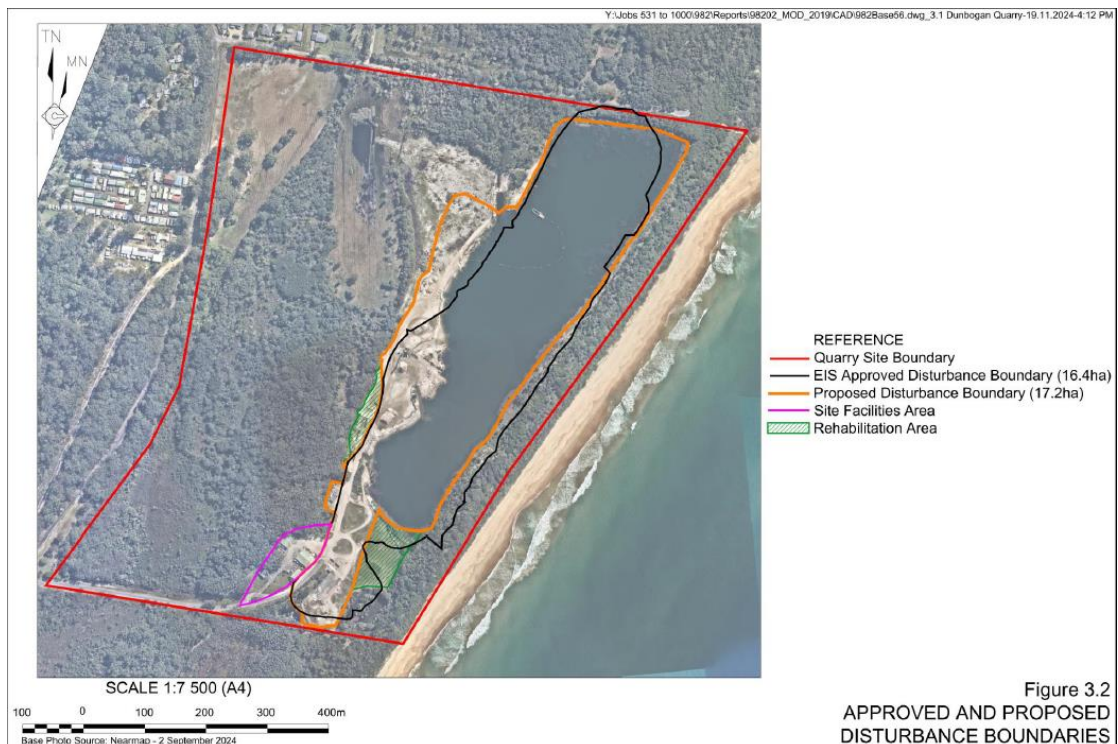 Y:\Jobs 531 to 1000\982\Reports\98202_MOD_2019\CAD\982Base56.dwg_3.1 Dunbogan Quarry-19.11.2024-4:12 PM
TN
MN
REFERENCE
Quarry Site Boundary
EIS Approved Disturbance Boundary (16.4ha)
Proposed Disturbance Boundary (17.2ha)
Site Facilities Area
Rehabilitation Area
SCALE 1:7 500 (A4)
100 0 100 200 300 400m
Base Photo Source: Nearmap - 2 September 2024
Figure 3.2
APPROVED AND PROPOSED
DISTURBANCE BOUNDARIES